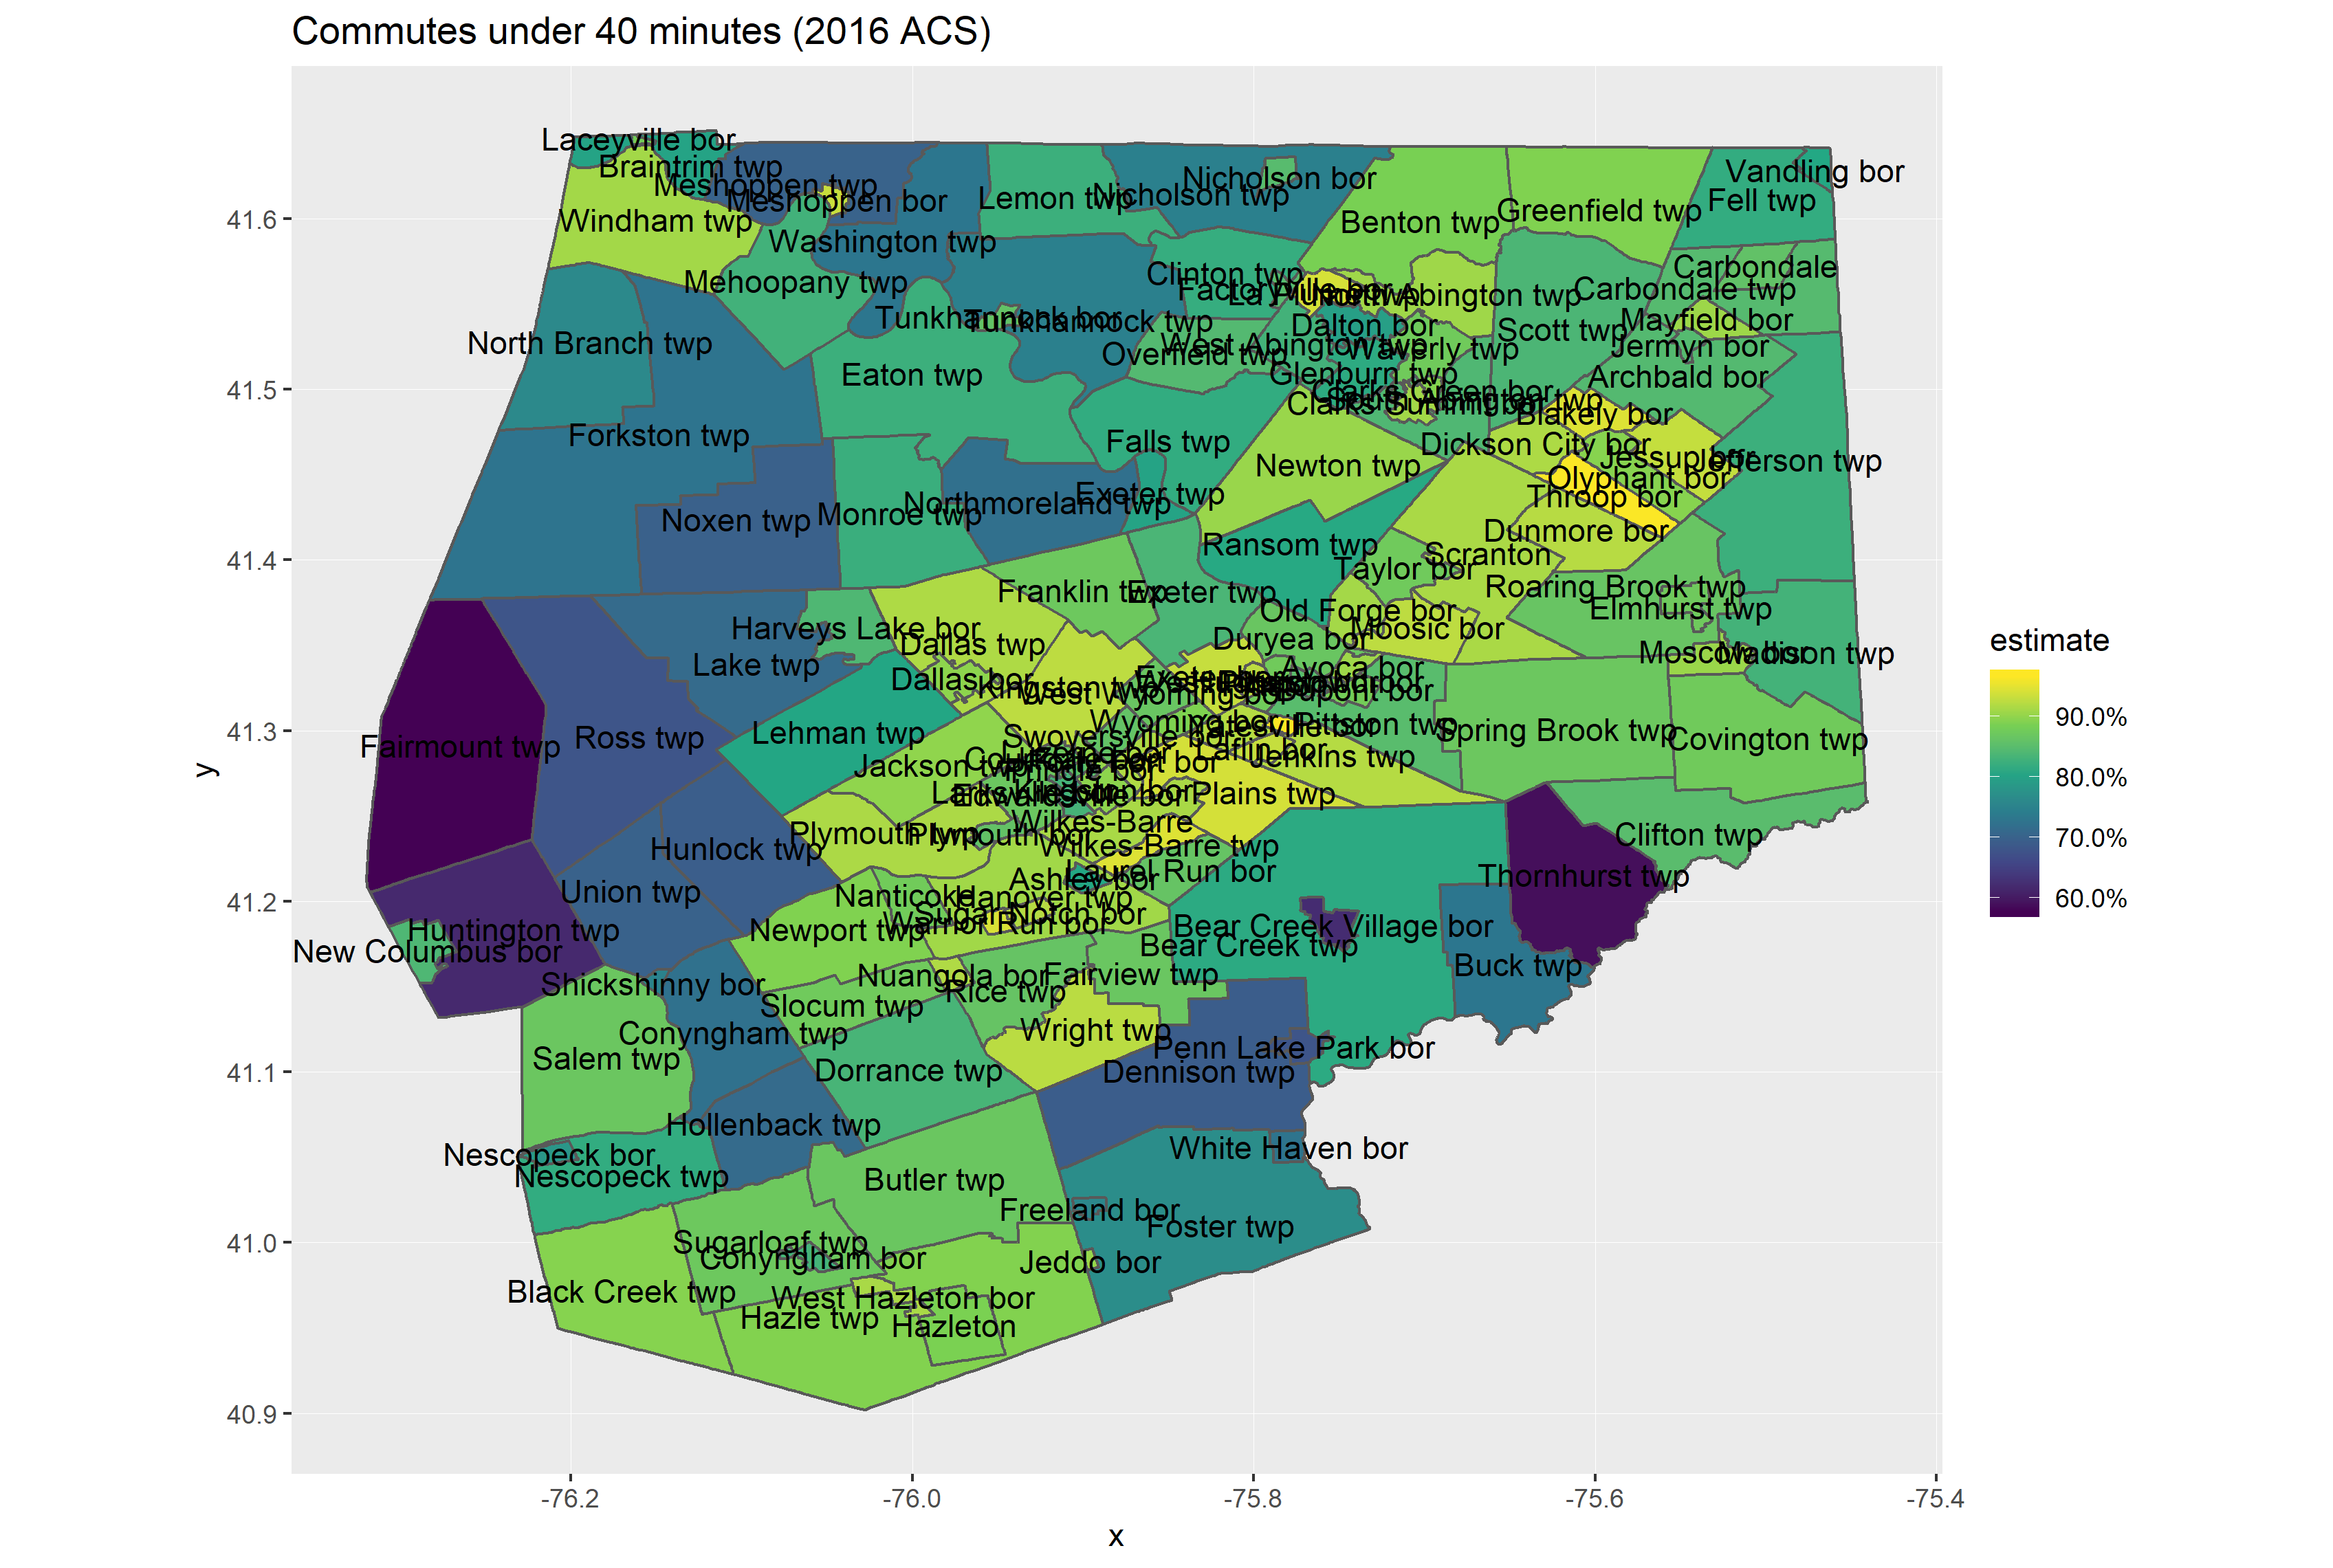 Commutes under 40 minutes (2016 ACS)
Laceyville bor
Braintrim twp
Meshoppen twp
Meshoppen bor
Windham twp
Washington twp
Mehoopany twp
Lemon twp
Nicholson bor
Nicholson twp
Benton twp
Greenfield twp
Vandling bor
Fell twp
Carbondale
Carbondale twp
Clinton twp
Factoryville bor
La Plume twp
North Abington twp
Dalton bor
Scott twp
Mayfield bor
Jermyn bor
Archbald bor
North Branch twp
Tunkhannock bor
Tunkhannock twp
Overfield twp
West Abington twp
Waverly twp
Glenburn twp
Clarks Green bor
Clarks Summit bor
South Abington twp
Eaton twp
Forkston twp
Falls twp
Newton twp
Blakely bor
Dickson City bor
Jessup bor
Jefferson twp
Olyphant bor
Throop bor
Noxen twp
Monroe twp
Northmoreland twp
Exeter twp
Dunmore bor
Ransom twp
Scranton
Taylor bor
Roaring Brook twp
Elmhurst twp
Franklin twp
Exeter twp
Old Forge bor
Moosic bor
Duryea bor
Moscow bor
Madison twp
Harveys Lake bor
Dallas twp
Lake twp
Dallas bor
Kingston twp
West Wyoming bor
Exeter bor
Avoca bor
Dupont bor
Wyoming bor
Yatesville bor
Pittston twp
Spring Brook twp
Covington twp
Fairmount twp
Ross twp
Lehman twp
Swoyersville bor
Laflin bor
Jenkins twp
Jackson twp
Pringle bor
Kingston bor
Larksville bor
Edwardsville bor
Plains twp
Wilkes-Barre
Plymouth twp
Plymouth bor
Wilkes-Barre twp
Clifton twp
Hunlock twp
Laurel Run bor
Ashley bor
Thornhurst twp
Union twp
Nanticoke
Hanover twp
Sugar Notch bor
Warrior Run bor
Newport twp
Bear Creek Village bor
Bear Creek twp
Huntington twp
New Columbus bor
Buck twp
Shickshinny bor
Nuangola bor
Fairview twp
Rice twp
Slocum twp
Conyngham twp
Wright twp
Penn Lake Park bor
Salem twp
Dorrance twp
Dennison twp
Hollenback twp
White Haven bor
Nescopeck bor
Nescopeck twp
Butler twp
Freeland bor
Foster twp
Sugarloaf twp
Conyngham bor
Jeddo bor
Black Creek twp
West Hazleton bor
Hazle twp
Hazleton
41.6
41.5
41.4
41.3
41.2
41.1
41.0
40.9
y
-76.2
-76.0
-75.8
-75.6
-75.4
x
estimate
90.0%
80.0%
70.0%
60.0%